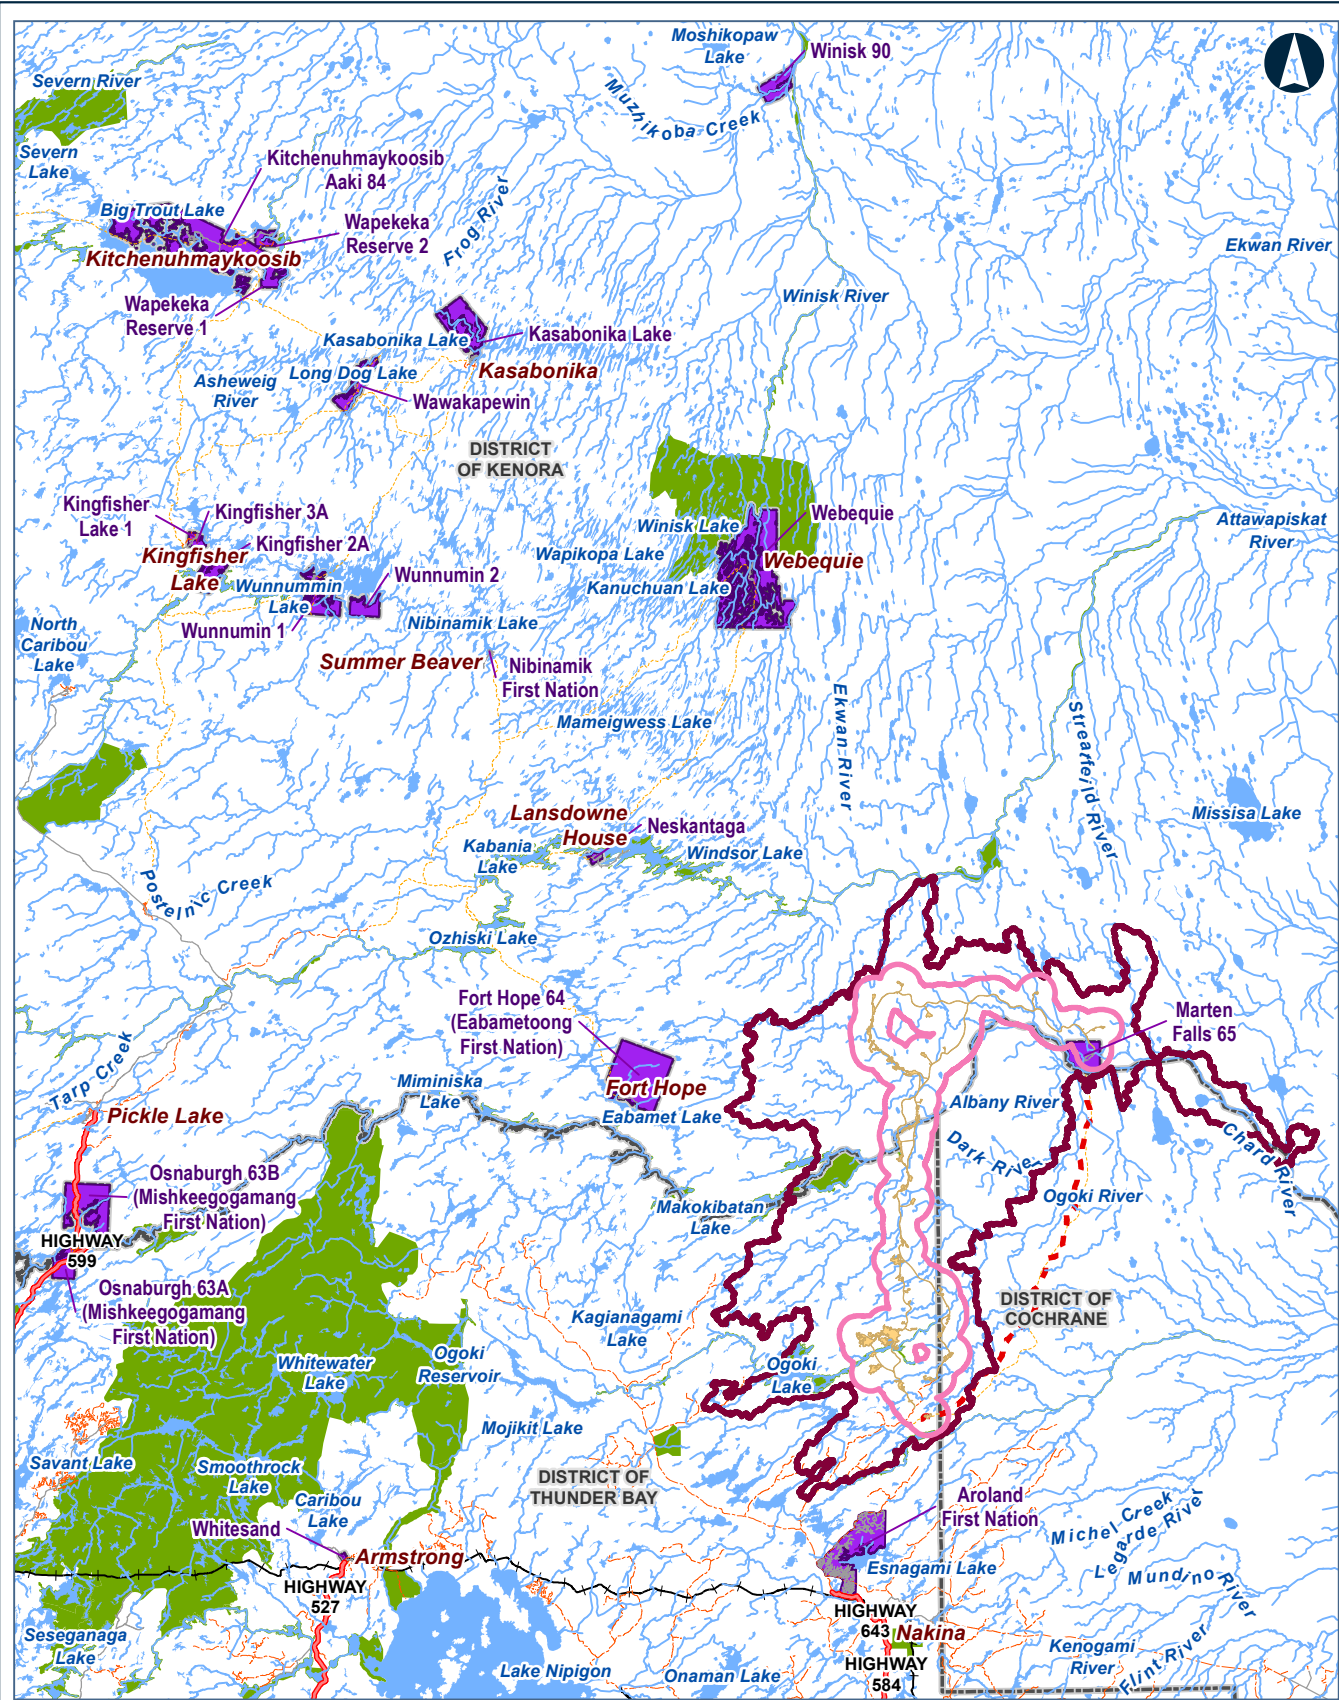 Moshikopaw
Lake
Winisk 90
Severn River
Muzhikoba Creek
Severn
Lake
Kitchenuhmaykoosib
Aaki 84
Big Trout Lake
Wapekeka
Reserve 2
Frog River
Kitchenuhmaykoosib
Ekwan River
Wapekeka
Reserve 1
Winisk River
Kasabonika Lake
Kasabonika Lake
Long Dog Lake
Kasabonika
Asheweig
River
Wawakapewin
DISTRICT
OF KENORA
Kingfisher
Lake 1
Kingfisher 3A
Kingfisher 2A
Kingfisher
Lake
Winisk Lake
Webequie
Attawapiskat
River
Wapikopa Lake
Webequie
Wunnummin
Lake
Wunnumin 2
Kanuchuan Lake
Wunnumin 1
Nibinamik Lake
North
Caribou
Lake
Summer Beaver
Nibinamik
First Nation
Mameigwess Lake
Ekwan River
Streatfeild River
Lansdowne
House
Neskantaga
Missisa Lake
Kabania
Lake
Windsor Lake
Postelnic Creek
Ozhiski Lake
Fort Hope 64
(Eabametoong
First Nation)
Marten
Falls 65
Tarp Creek
Miminiska
Lake
Fort Hope
Eabamet Lake
Albany River
Pickle Lake
Dark River
Chard River
Osnaburgh 63B
(Mishkeegogamang
First Nation)
Makokibatan
Lake
Ogoki River
HIGHWAY
599
Osnaburgh 63A
(Mishkeegogamang
First Nation)
DISTRICT OF
COCHRANE
Kagianagami
Lake
Whitewater
Lake
Ogoki
Reservoir
Ogoki
Lake
Mojikit Lake
Savant Lake
Smoothrock
Lake
DISTRICT OF
THUNDER BAY
Caribou
Lake
Aroland
First Nation
Whitesand
Michel Creek
Legarde River
Armstrong
Esnagami Lake
Mundino River
HIGHWAY
527
HIGHWAY
643
Nakina
Seseganaga
Lake
Kenogami
River
HIGHWAY
584
Lake Nipigon
Onaman Lake
Flint River